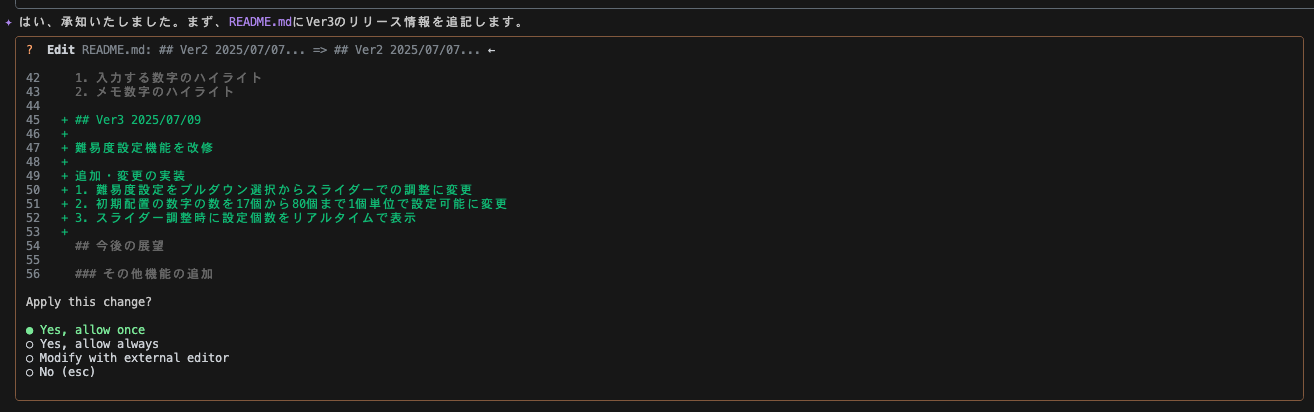 ✦ はい、承知いたしました。まず、README.mdにVer3のリリース情報を追記します。
? Edit README.md: ## Ver2 2025/07/07... => ## Ver2 2025/07/07... ←
42 1. 入力する数字のハイライト
43 2. メモ数字のハイライト
44
45 + ## Ver3 2025/07/09
46 +
47 + 難易度設定機能を改修
48 +
49 + 追加・変更の実装
50 + 1. 難易度設定をプルダウン選択からスライダーでの調整に変更
51 + 2. 初期配置の数字の数を17個から80個まで1個単位で設定可能に変更
52 + 3. スライダー調整時に設定個数をリアルタイムで表示
53 +
54 ## 今後の展望
55
56 ### その他機能の追加
Apply this change?
● Yes, allow once
○ Yes, allow always
○ Modify with external editor
○ No (esc)